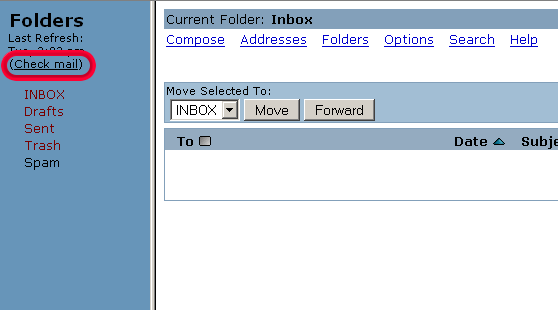 Folders
Last Refresh:
(Check mail)
INBOX
Drafts
Sent
Trash
Spam
Current Folder: Inbox
Compose Addresses Folders Options Search Help
Move Selected To:
INBOX Move Forward
To Date Subje